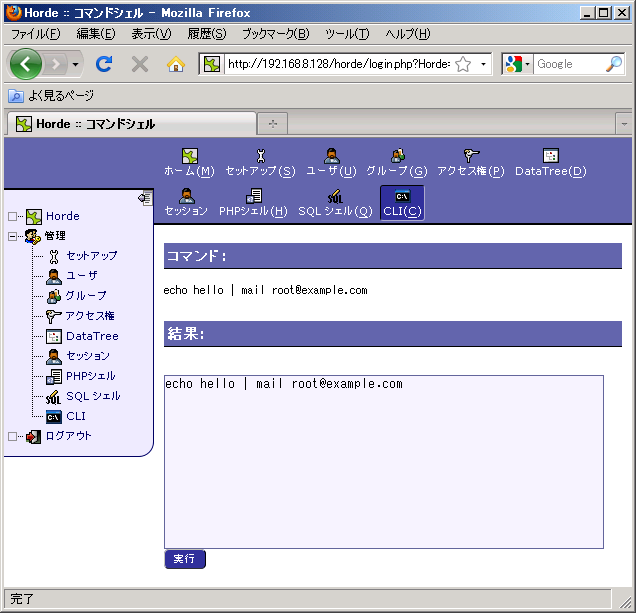 Horde :: コマンドシェル - Mozilla Firefox
ファイル(F) 編集(E) 表示(V) 履歴(S) ブックマーク(B) ツール(T) ヘルプ(H)
http://192.168.8.128/horde/login.php?Horde= Google
よく見るページ
Horde :: コマンドシェル
ホーム(M) セットアップ(S) ユーザ(U) グループ(G) アクセス権(P) DataTree(D)
セッション PHPシェル(H) SQL シェル(Q) CLI(C)
Horde
管理
セットアップ
ユーザ
グループ
アクセス権
DataTree
セッション
PHPシェル
SQL シェル
CLI
ログアウト
コマンド:
echo hello | mail root@example.com
結果:
echo hello | mail root@example.com
実行
完了